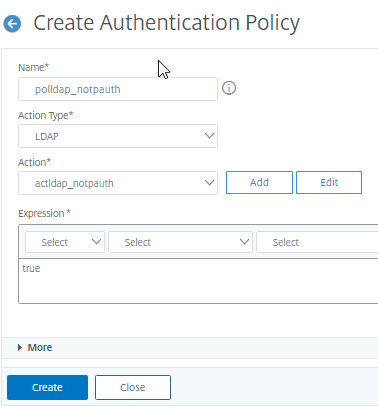 Create Authentication Policy
Name*
polldap_notpauth
Action Type*
LDAP
Action*
actldap_notpauth
Add
Edit
Expression *
Select
Select
Select
true
More
Create
Close